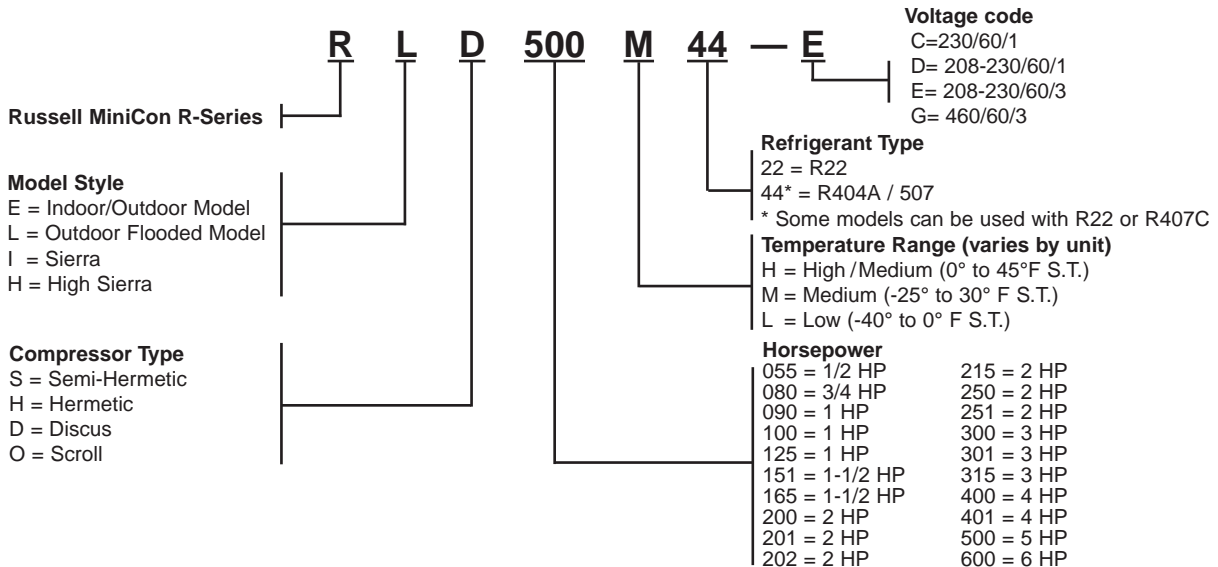 R L D 500 M 44 — E
Voltage code
C=230/60/1
D= 208-230/60/1
E= 208-230/60/3
G= 460/60/3
Russell MiniCon R-Series
Refrigerant Type
22 = R22
44* = R404A / 507
* Some models can be used with R22 or R407C
Model Style
E = Indoor/Outdoor Model
L = Outdoor Flooded Model
I = Sierra
H = High Sierra
Temperature Range (varies by unit)
H = High/Medium (0° to 45°F S.T.)
M = Medium (-25° to 30° F S.T.)
L = Low (-40° to 0° F S.T.)
Compressor Type
S = Semi-Hermetic
H = Hermetic
D = Discus
O = Scroll
Horsepower
055 = 1/2 HP
080 = 3/4 HP
090 = 1 HP
100 = 1 HP
125 = 1 HP
151 = 1-1/2 HP
165 = 1-1/2 HP
200 = 2 HP
201 = 2 HP
202 = 2 HP
215 = 2 HP
250 = 2 HP
251 = 2 HP
300 = 3 HP
301 = 3 HP
315 = 3 HP
400 = 4 HP
401 = 4 HP
500 = 5 HP
600 = 6 HP